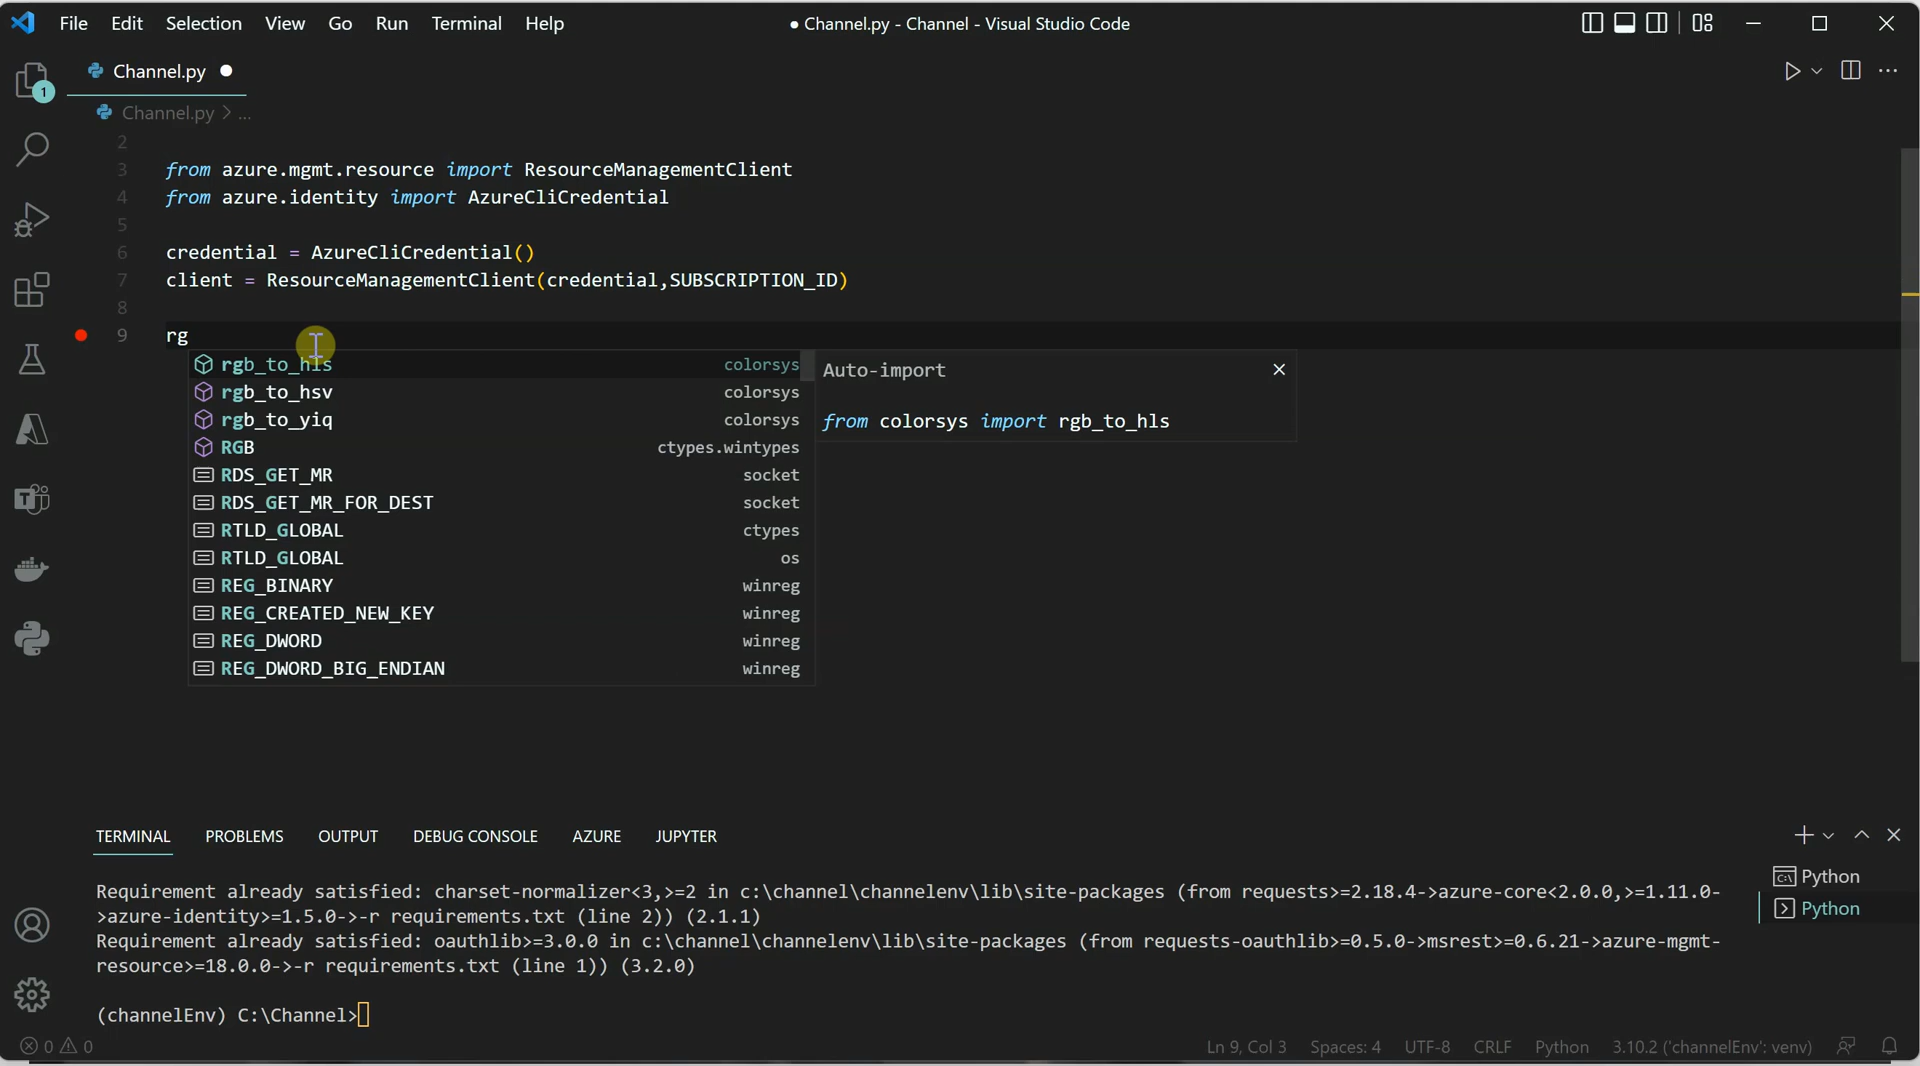 File Edit Selection View Go Run Terminal Help ● Channel.py - Channel - Visual Studio Code
Channel.py ●
1
Channel.py > ...
2
3 from azure.mgmt.resource import ResourceManagementClient
4 from azure.identity import AzureCliCredential
5
6 credential = AzureCliCredential()
7 client = ResourceManagementClient(credential,SUBSCRIPTION_ID)
8
9 rg
rgb_to_hls colorsys
Auto-import
rgb_to_hsv colorsys
rgb_to_yiq colorsys
from colorsys import rgb_to_hls
RGB ctypes.wintypes
RDS_GET_MR socket
RDS_GET_MR_FOR_DEST socket
RTLD_GLOBAL ctypes
RTLD_GLOBAL os
REG_BINARY winreg
REG_CREATED_NEW_KEY winreg
REG_DWORD winreg
REG_DWORD_BIG_ENDIAN winreg
TERMINAL PROBLEMS OUTPUT DEBUG CONSOLE AZURE JUPYTER
Requirement already satisfied: charset-normalizer<3,>=2 in c:\channel\channelenv\lib\site-packages (from requests>=2.18.4->azure-core<2.0.0,>=1.11.0-
>azure-identity>=1.5.0->-r requirements.txt (line 2)) (2.1.1)
Requirement already satisfied: oauthlib>=3.0.0 in c:\channel\channelenv\lib\site-packages (from requests-oauthlib>=0.5.0->msrest>=0.6.21->azure-mgmt-
resource>=18.0.0->-r requirements.txt (line 1)) (3.2.0)
(channelEnv) C:\Channel>
Python
Python
0 0 Ln 9, Col 3 Spaces: 4 UTF-8 CRLF Python 3.10.2 ('channelEnv': venv)